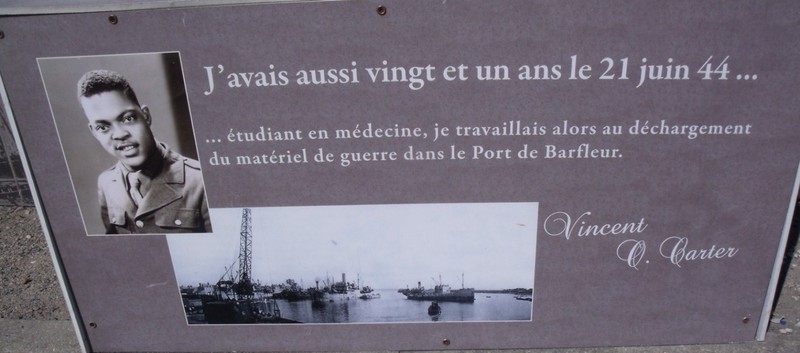 J'avais aussi vingt et un ans le 21 juin 44 ...
... étudiant en médecine, je travaillais alors au déchargement
du matériel de guerre dans le Port de Barfleur.
Vincent
O. Carter